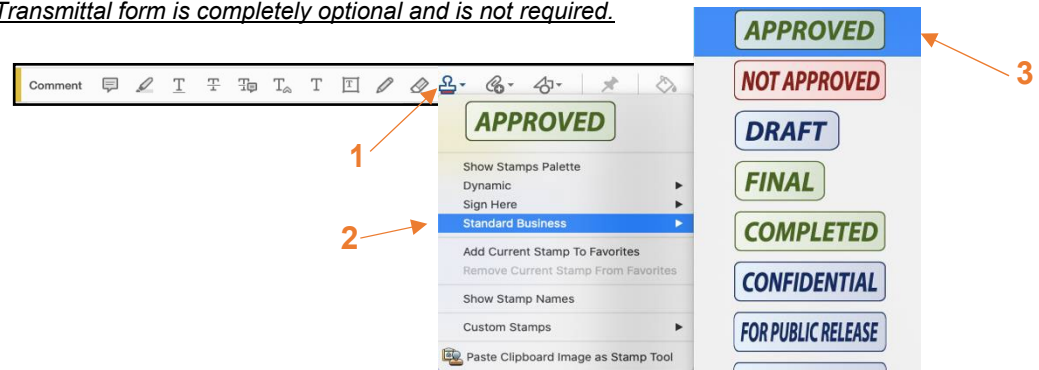 Transmittal form is completely optional and is not required.
Comment
1
APPROVED
Show Stamps Palette
Dynamic
Sign Here
2
Standard Business
Add Current Stamp To Favorites
Remove Current Stamp From Favorites
Show Stamp Names
Custom Stamps
Paste Clipboard Image as Stamp Tool
APPROVED
3
NOT APPROVED
DRAFT
FINAL
COMPLETED
CONFIDENTIAL
FOR PUBLIC RELEASE